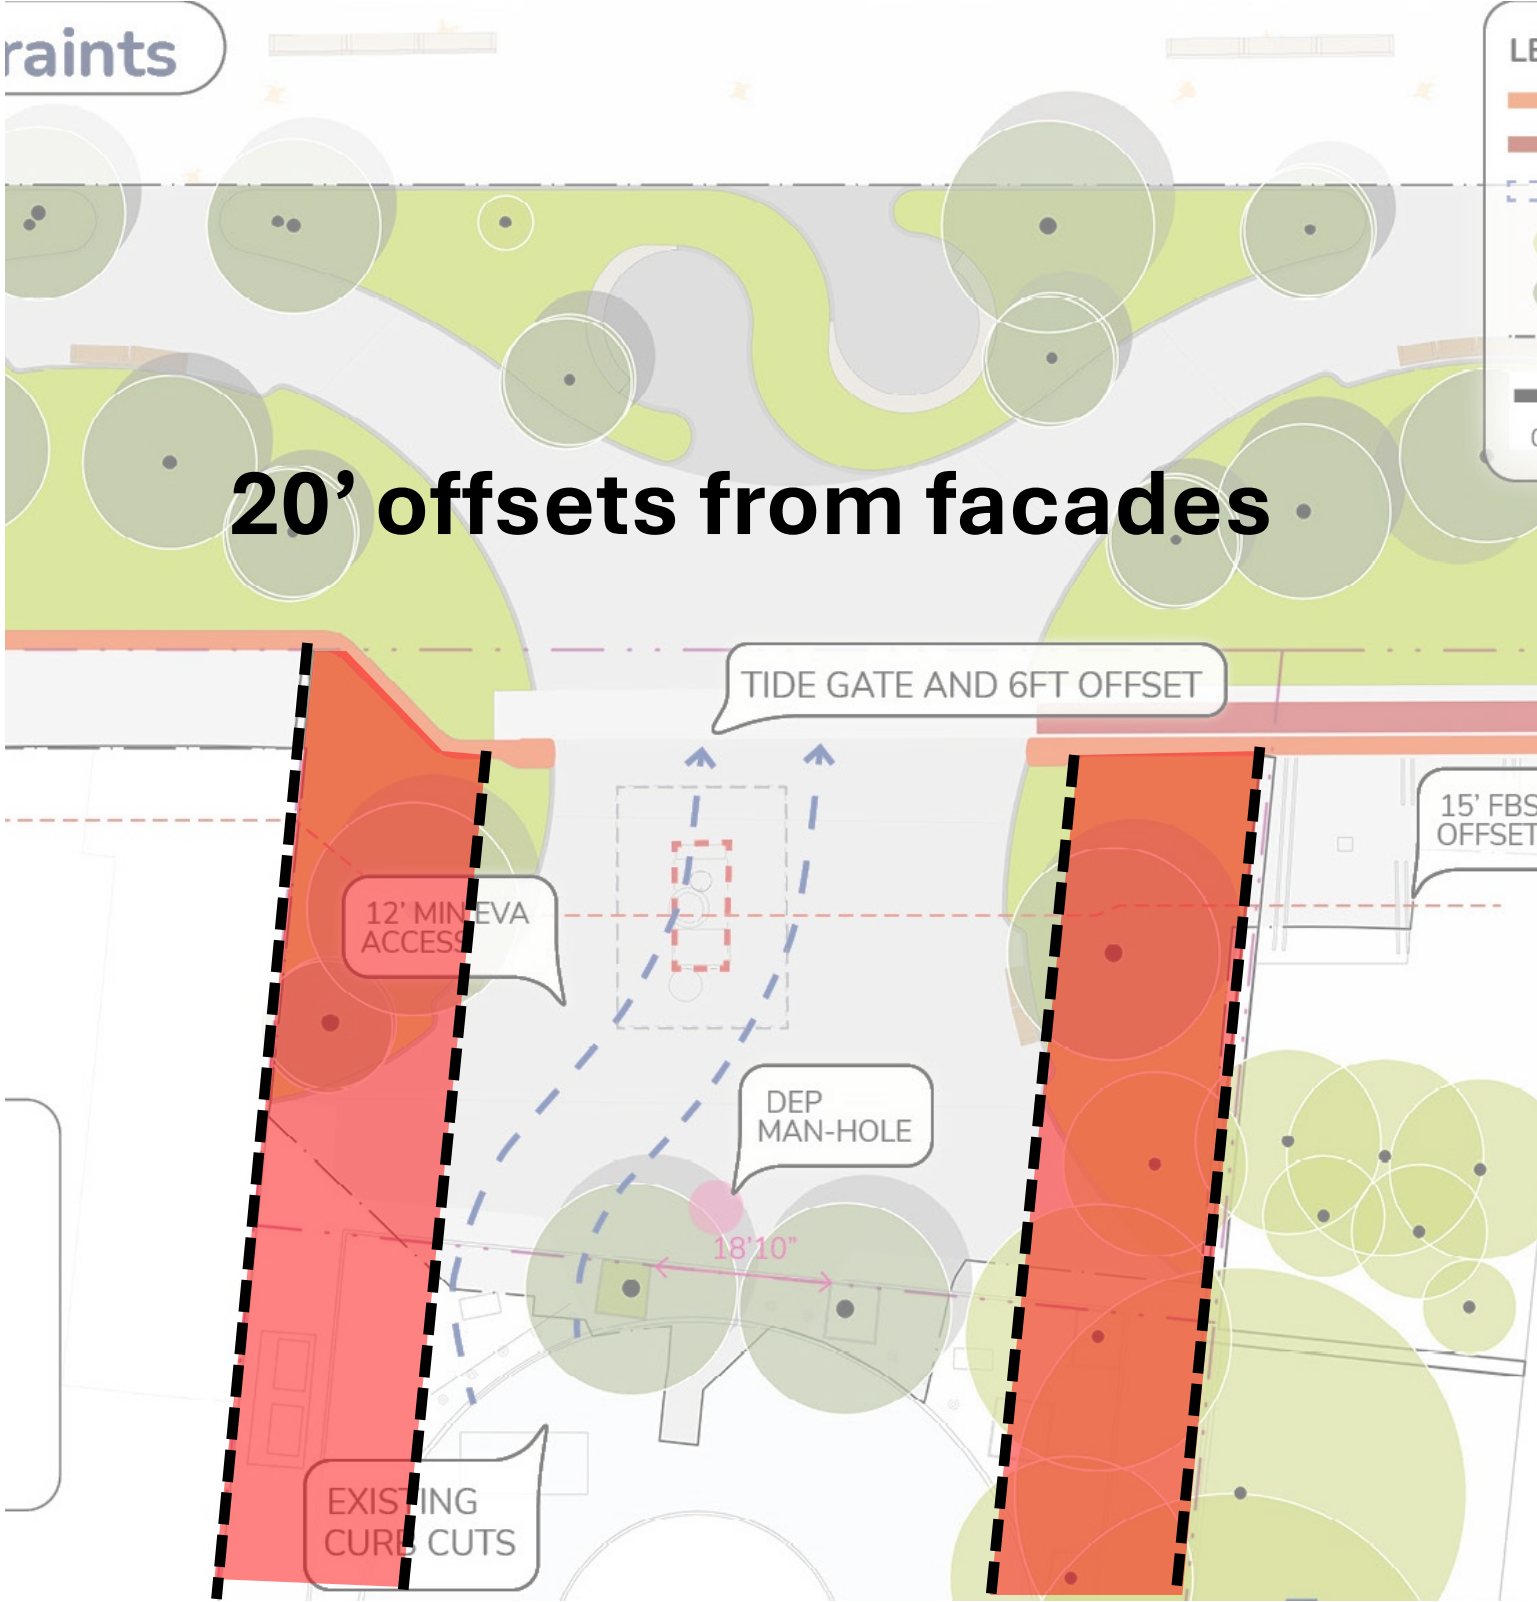 raints
LE
20’ offsets from facades
TIDE GATE AND 6FT OFFSET
15’ FBS
OFFSET
12’ MIN EVA
ACCESS
DEP
MAN-HOLE
18’10”
EXISTING
CURB CUTS